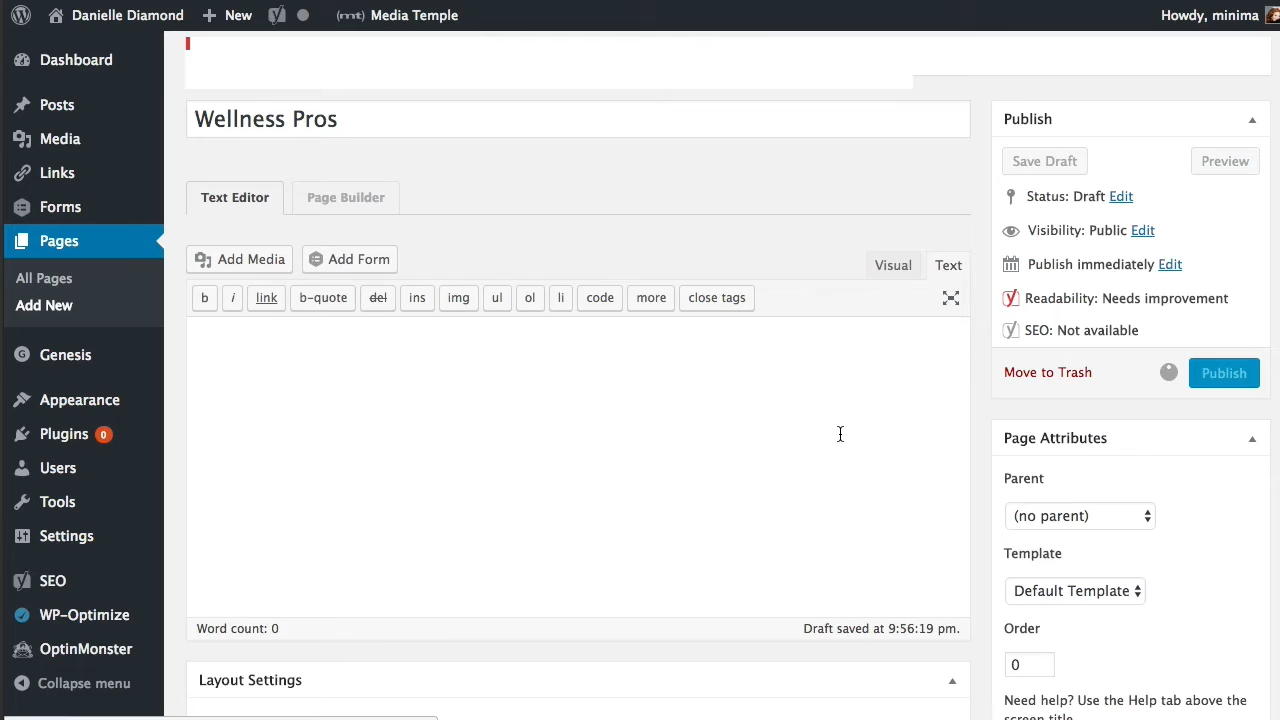 Danielle Diamond
New
Media Temple
Howdy, minima
Dashboard
Posts
Media
Links
Forms
Pages
All Pages
Add New
Genesis
Appearance
Plugins 0
Users
Tools
Settings
SEO
WP-Optimize
OptinMonster
Collapse menu
Wellness Pros
Text Editor
Page Builder
Add Media
Add Form
Visual
Text
b
i
link
b-quote
del
ins
img
ul
ol
li
code
more
close tags
Word count: 0
Draft saved at 9:56:19 pm.
Layout Settings
Publish
Save Draft
Preview
Status: Draft Edit
Visibility: Public Edit
Publish immediately Edit
Readability: Needs improvement
SEO: Not available
Move to Trash
Publish
Page Attributes
Parent
(no parent)
Template
Default Template
Order
0
Need help? Use the Help tab above the
screen title.